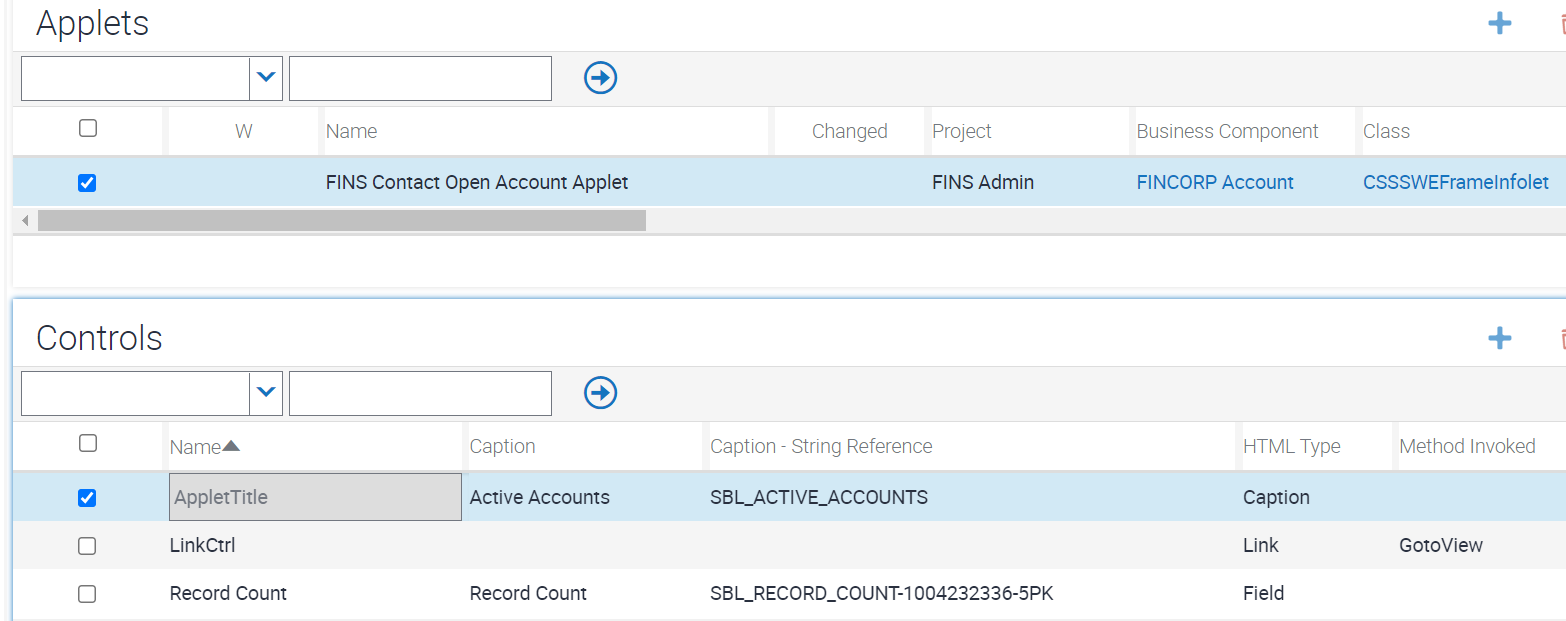 Applets
W Name Changed Project Business Component Class
FINS Contact Open Account Applet FINS Admin FINCORP Account CSSSWEFrameInfolet
Controls
Name Caption Caption - String Reference HTML Type Method Invoked
AppletTitle Active Accounts SBL_ACTIVE_ACCOUNTS Caption
LinkCtrl Link GotoView
Record Count Record Count SBL_RECORD_COUNT-1004232336-5PK Field